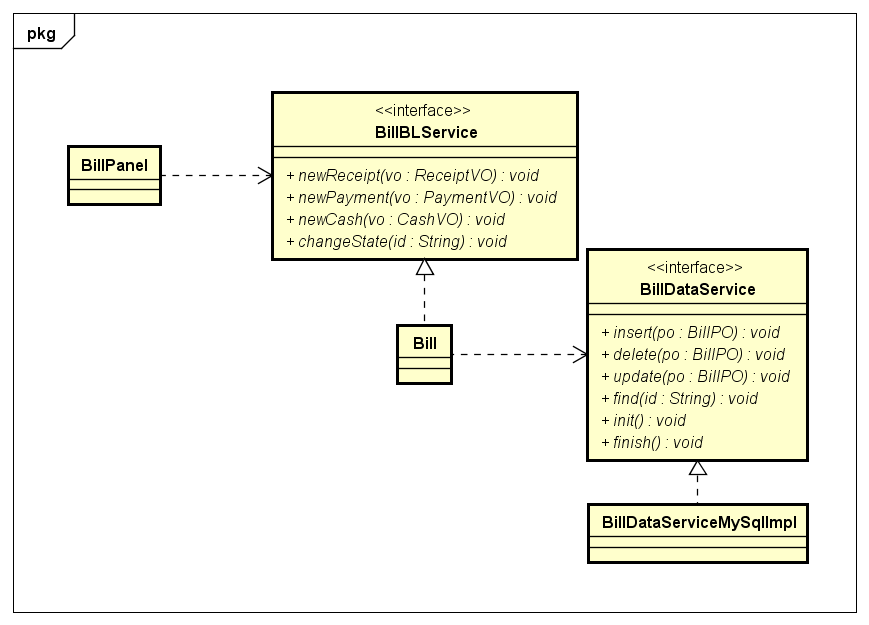 pkg
<<interface>>
BillBLService
+ newReceipt(vo : ReceiptVO) : void
+ newPayment(vo : PaymentVO) : void
+ newCash(vo : CashVO) : void
+ changeState(id : String) : void
BillPanel
<<interface>>
BillDataService
+ insert(po : BillPO) : void
+ delete(po : BillPO) : void
+ update(po : BillPO) : void
+ find(id : String) : void
+ init() : void
+ finish() : void
Bill
BillDataServiceMySqlImpl